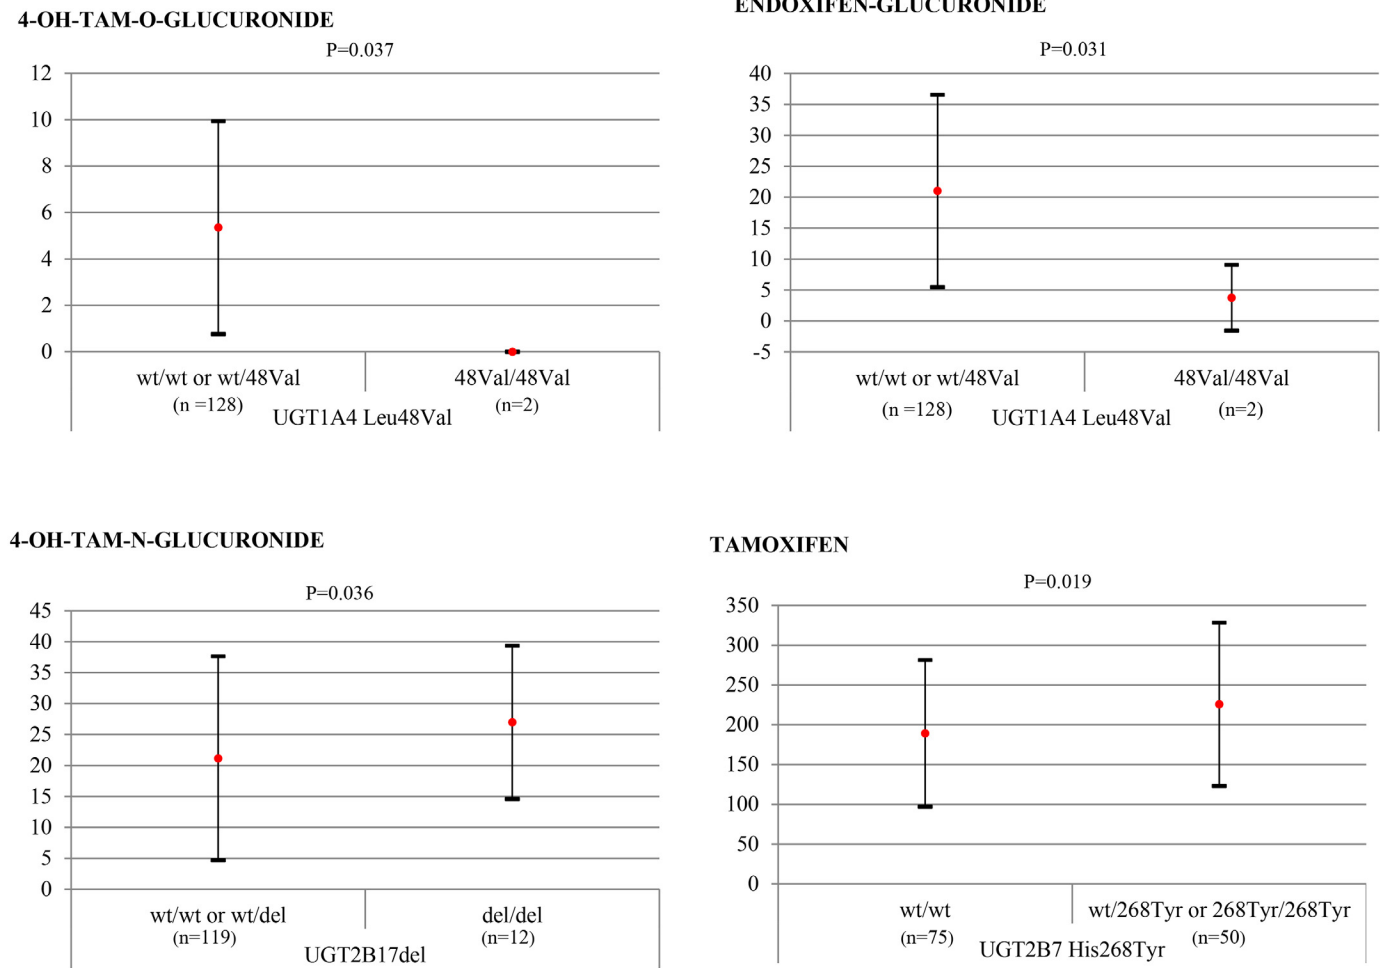 4-OH-TAM-O-GLUCURONIDE
P=0.037
12
10
8
6
4
2
0
wt/wt or wt/48Val
48Val/48Val
(n =128)
(n=2)
UGT1A4 Leu48Val
ENDOXIFEN-GLUCURONIDE
P=0.031
40
35
30
25
20
15
10
5
0
-5
wt/wt or wt/48Val
48Val/48Val
(n =128)
(n=2)
UGT1A4 Leu48Val
4-OH-TAM-N-GLUCURONIDE
P=0.036
45
40
35
30
25
20
15
10
5
0
wt/wt or wt/del
del/del
(n=119)
(n=12)
UGT2B17del
TAMOXIFEN
P=0.019
350
300
250
200
150
100
50
0
wt/wt
wt/268Tyr or 268Tyr/268Tyr
(n=75)
(n=50)
UGT2B7 His268Tyr